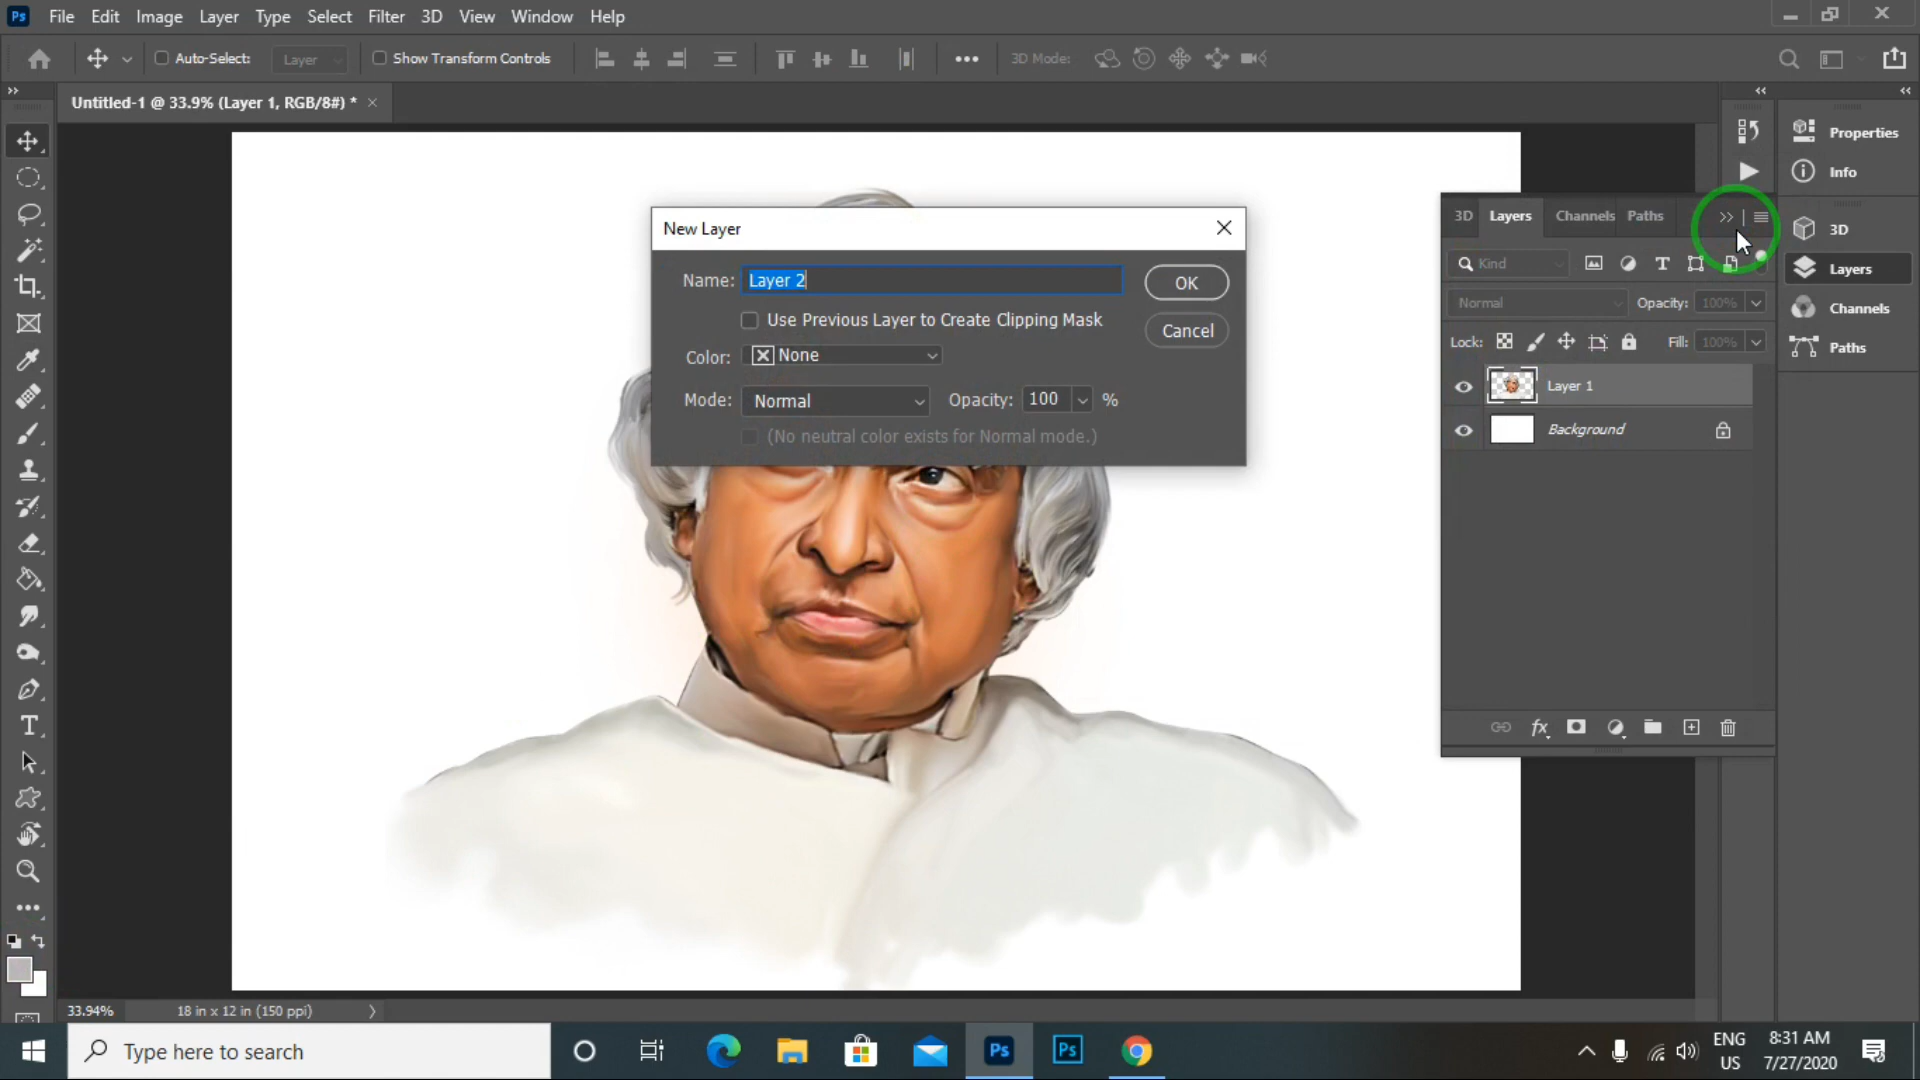 Ps File Edit Image Layer Type Select Filter 3D View Window Help
Auto-Select: Layer Show Transform Controls 3D Mode:
Untitled-1 @ 33.9% (Layer 1, RGB/8#) *
Properties
Info
3D
Layers
Channels
Paths
3D Layers Channels Paths
Kind
Normal Opacity: 100%
Lock: Fill: 100%
Layer 1
Background
New Layer
Name: Layer 2
OK
Use Previous Layer to Create Clipping Mask
Cancel
Color: None
Mode: Normal Opacity: 100 %
(No neutral color exists for Normal mode.)
33.94% 18 in x 12 in (150 ppi)
Type here to search
Ps Ps
ENG
US
8:31 AM
7/27/2020